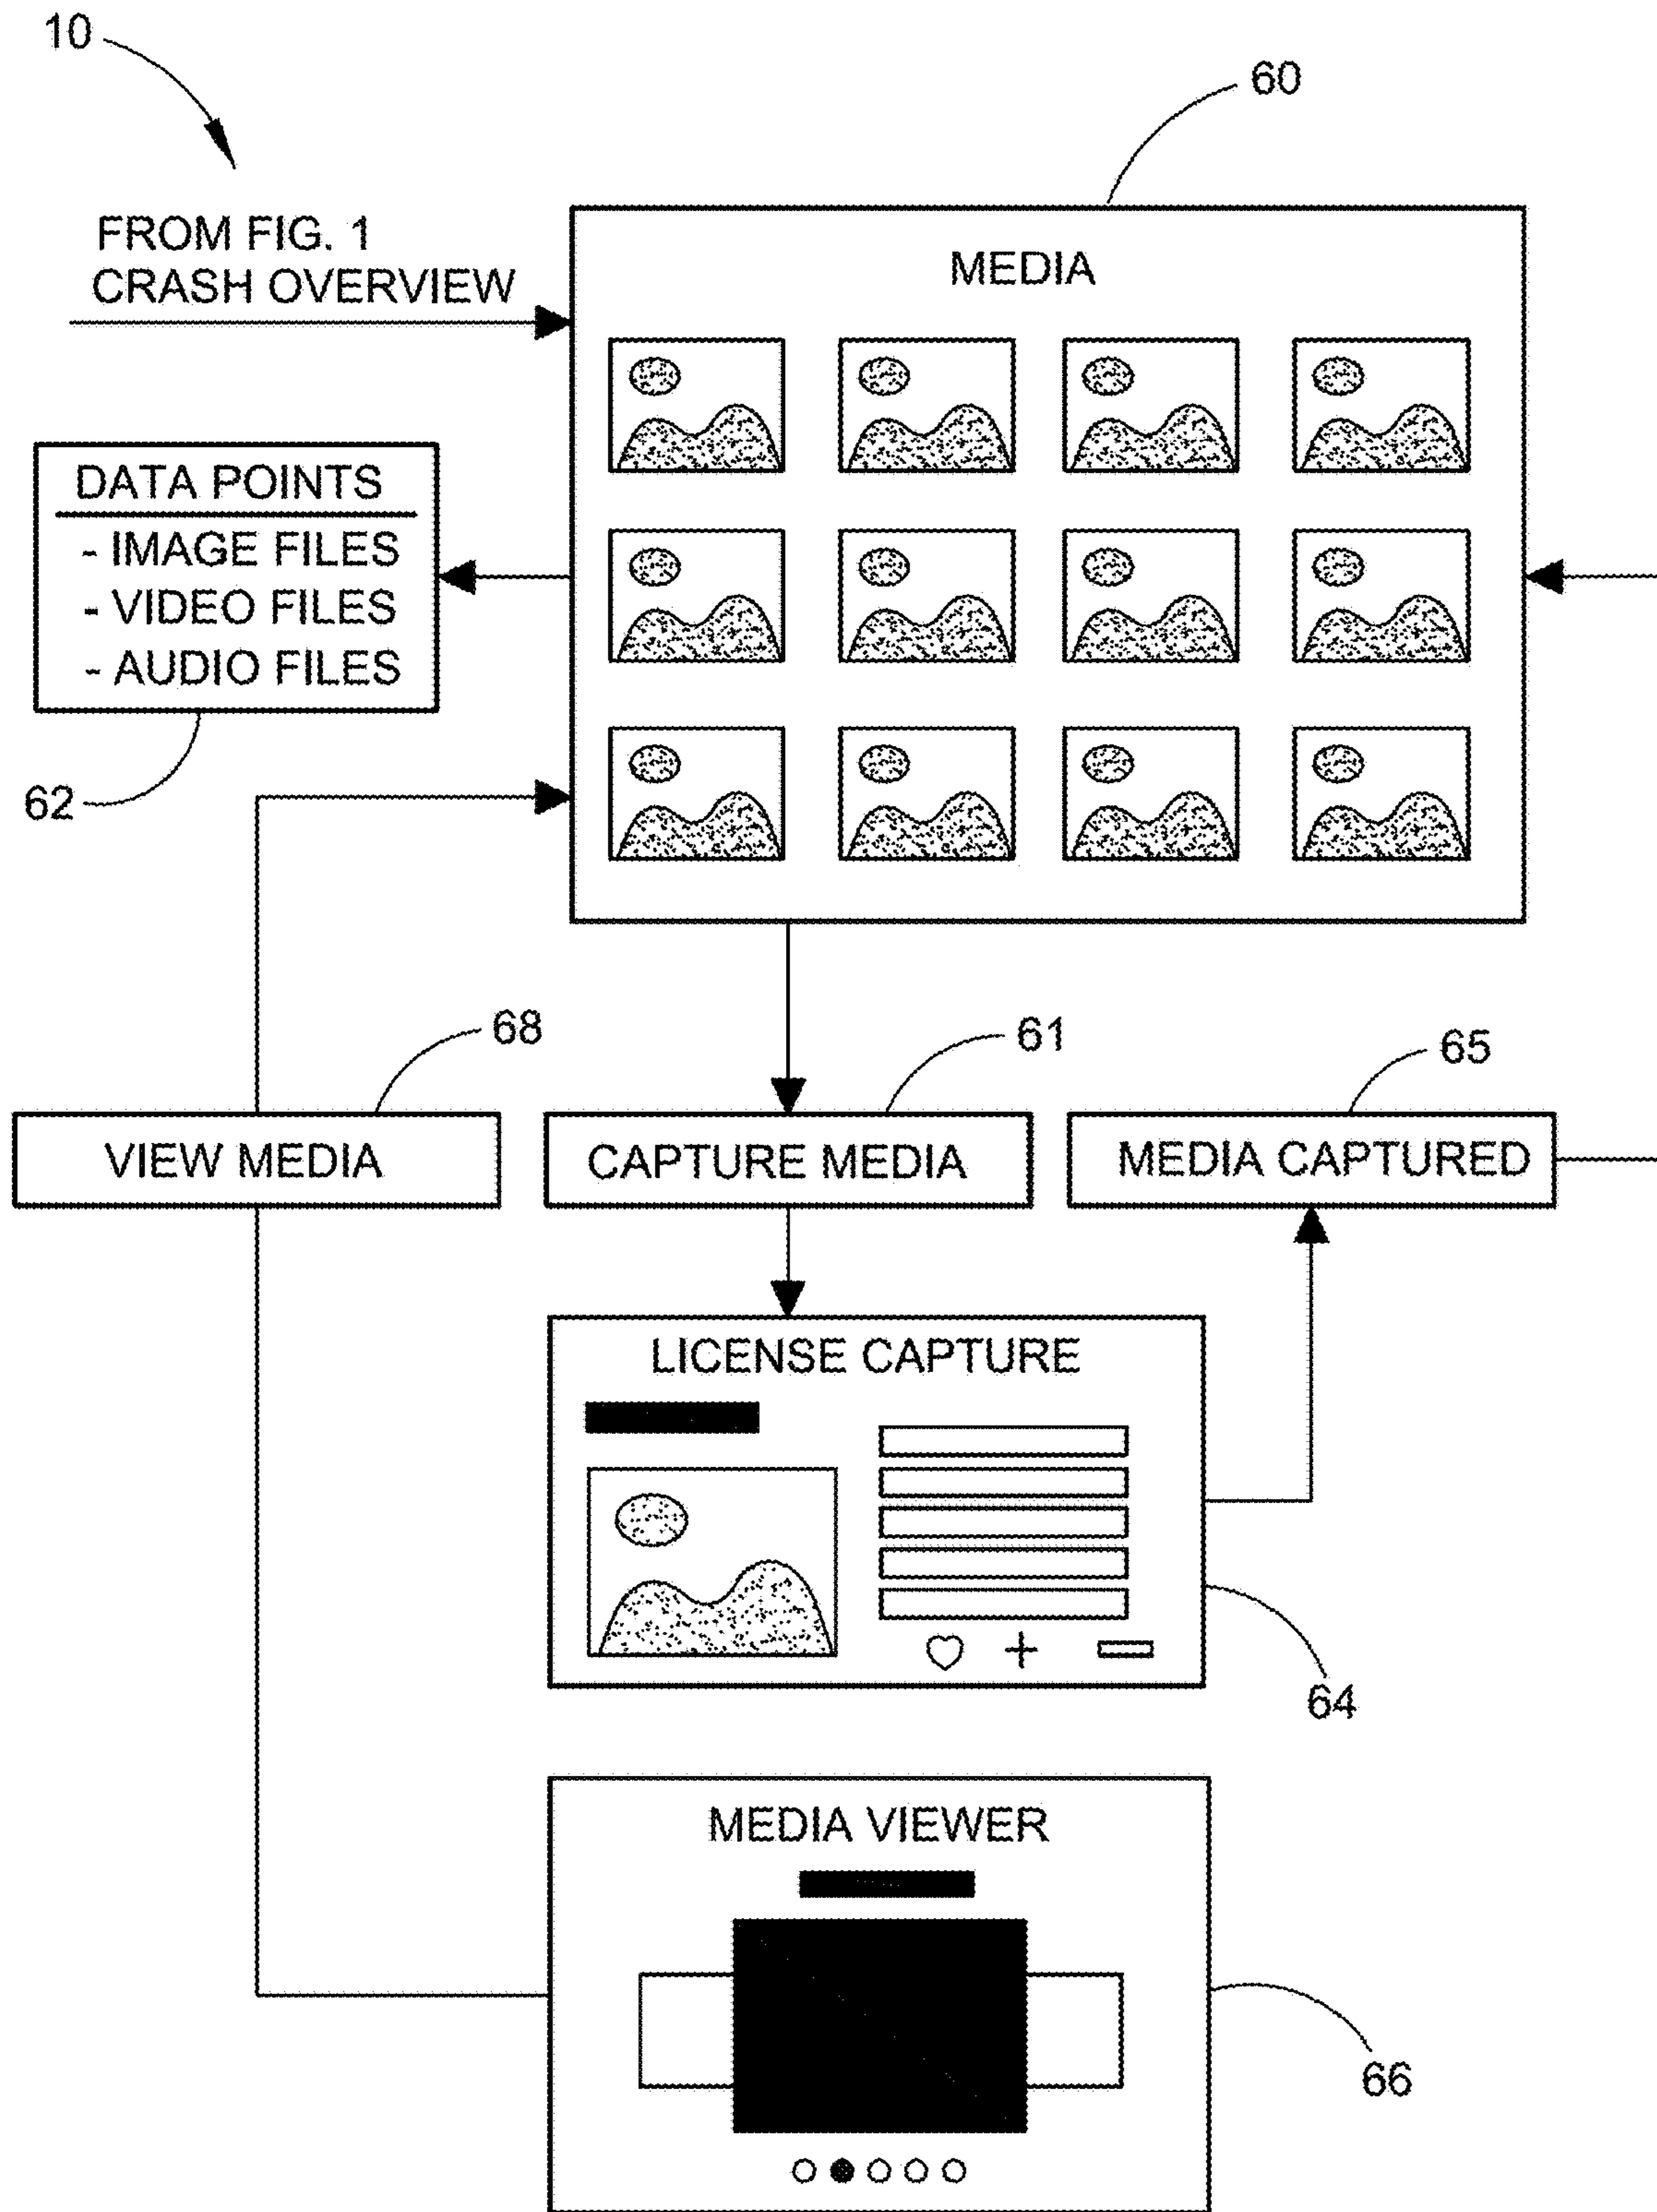 10
60
FROM FIG. 1
CRASH OVERVIEW
MEDIA
DATA POINTS
- IMAGE FILES
- VIDEO FILES
- AUDIO FILES
62
68
61
65
VIEW MEDIA
CAPTURE MEDIA
MEDIA CAPTURED
LICENSE CAPTURE
64
MEDIA VIEWER
66